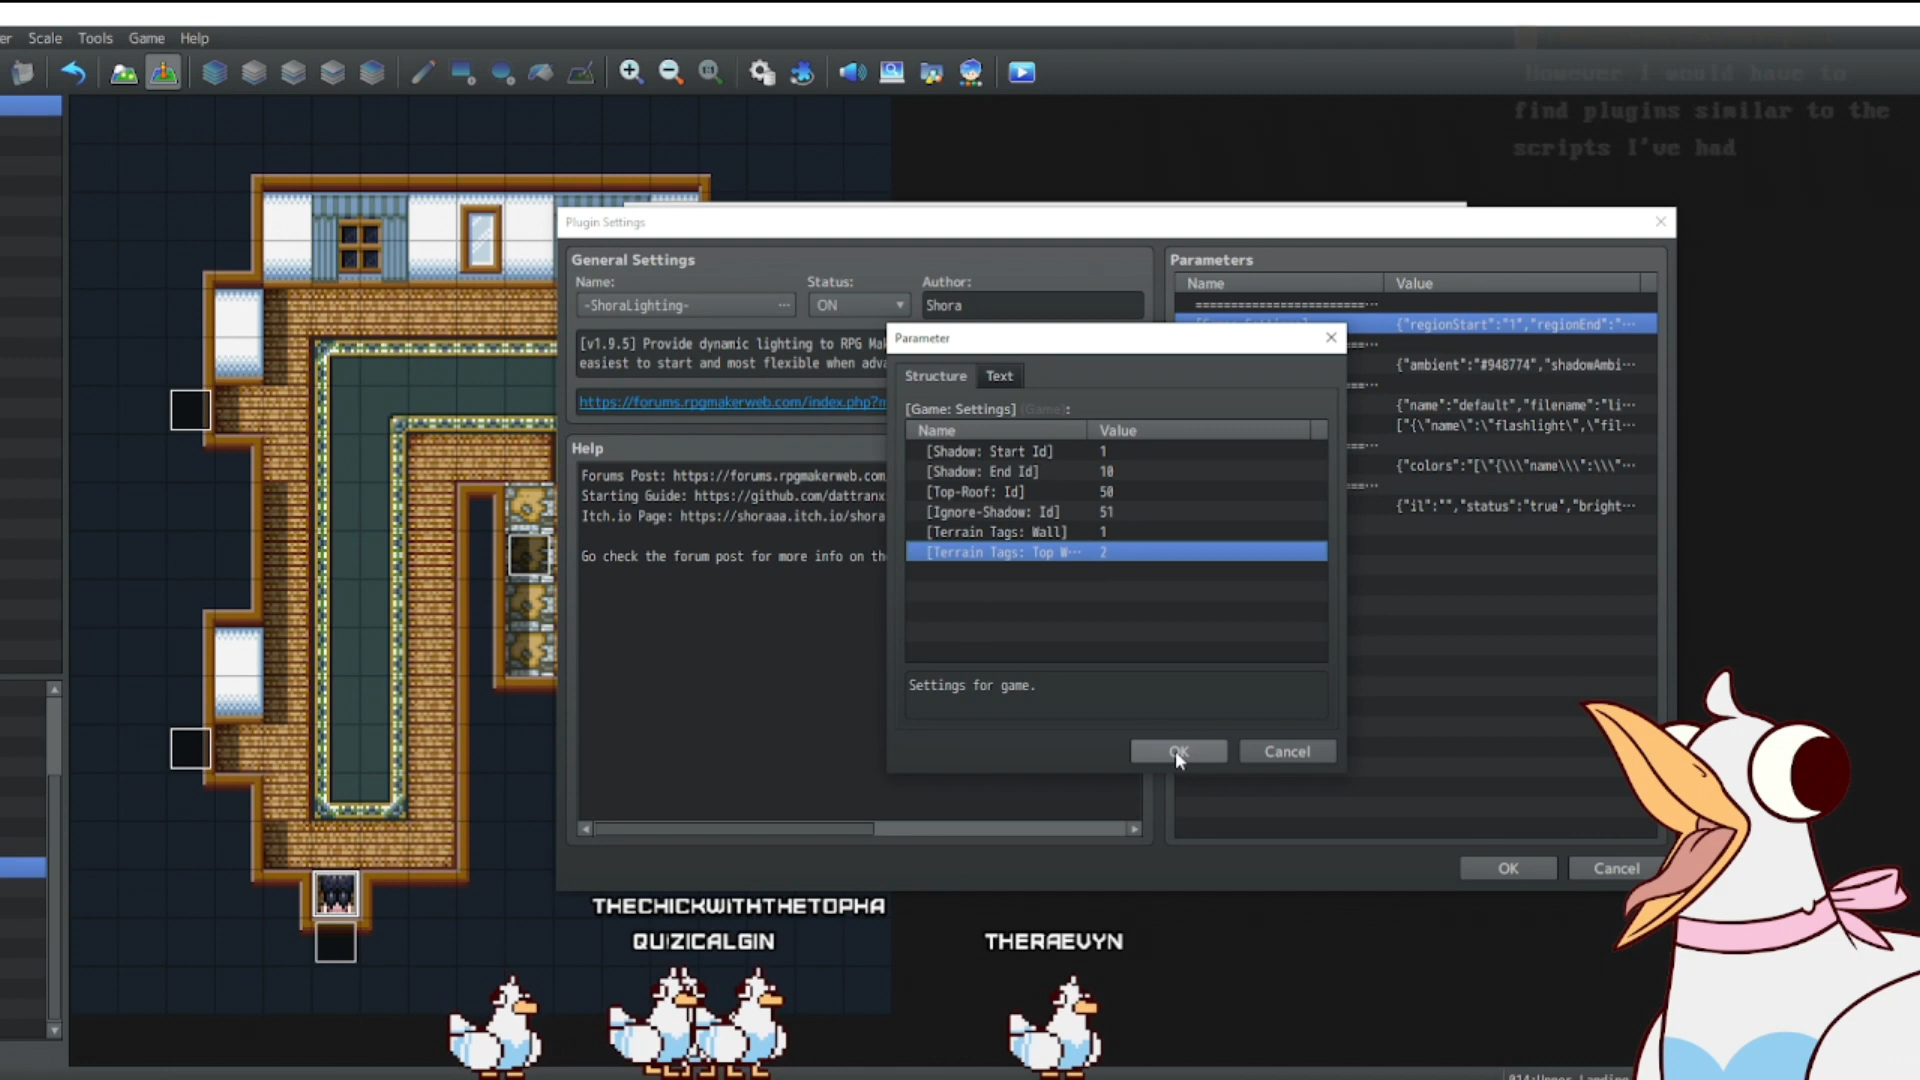 er Scale Tools Game Help
However i would have to
find plugins similar to the
scripts I've had
Plugin Settings
General Settings
Name:
Status:
Author:
-ShoraLighting-
ON
Shora
[v1.9.5] Provide dynamic lighting to RPG Ma
easiest to start and most flexible when adva
https://forums.rpgmakerweb.com/index.php?
Help
Forums Post: https://forums.rpgmakerweb.com
Starting Guide: https://github.com/dattranx
Itch.io Page: https://shoraaa.itch.io/shora
Go check the forum post for more info on th
Parameters
Name Value
========================…
{"regionStart":"1","regionEnd":"…
==…
{"ambient":"#948774","shadowAmbi…
==…
{"name":"default","filename":"li…
["{\"name\":\"flashlight\",\"fil…
==…
{"colors":"[\"{\\\"name\\\":\\\"…
==…
{"il":"","status":"true","bright…
Parameter
Structure Text
[Game: Settings] (Game):
Name Value
[Shadow: Start Id] 1
[Shadow: End Id] 10
[Top-Roof: Id] 50
[Ignore-Shadow: Id] 51
[Terrain Tags: Wall] 1
[Terrain Tags: Top W… 2
Settings for game.
OK Cancel
OK Cancel
THECHICKWITHTHETOPHA
QUIZICALGIN
THERAEVYN
014:Upper Landing